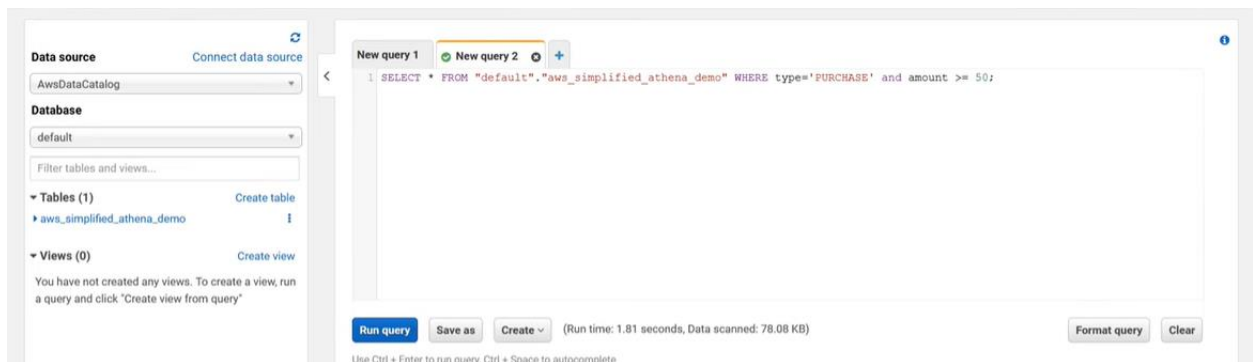 Data source
Connect data source
AwsDataCatalog
Database
default
Filter tables and views...
Tables (1)
Create table
aws_simplified_athena_demo
Views (0)
Create view
You have not created any views. To create a view, run
a query and click "Create view from query"
New query 1
New query 2
1 SELECT * FROM "default"."aws_simplified_athena_demo" WHERE type='PURCHASE' and amount >= 50;
Run query
Save as
Create
(Run time: 1.81 seconds, Data scanned: 78.08 KB)
Format query
Clear
Use Ctrl + Enter to run query, Ctrl + Space to autocomplete